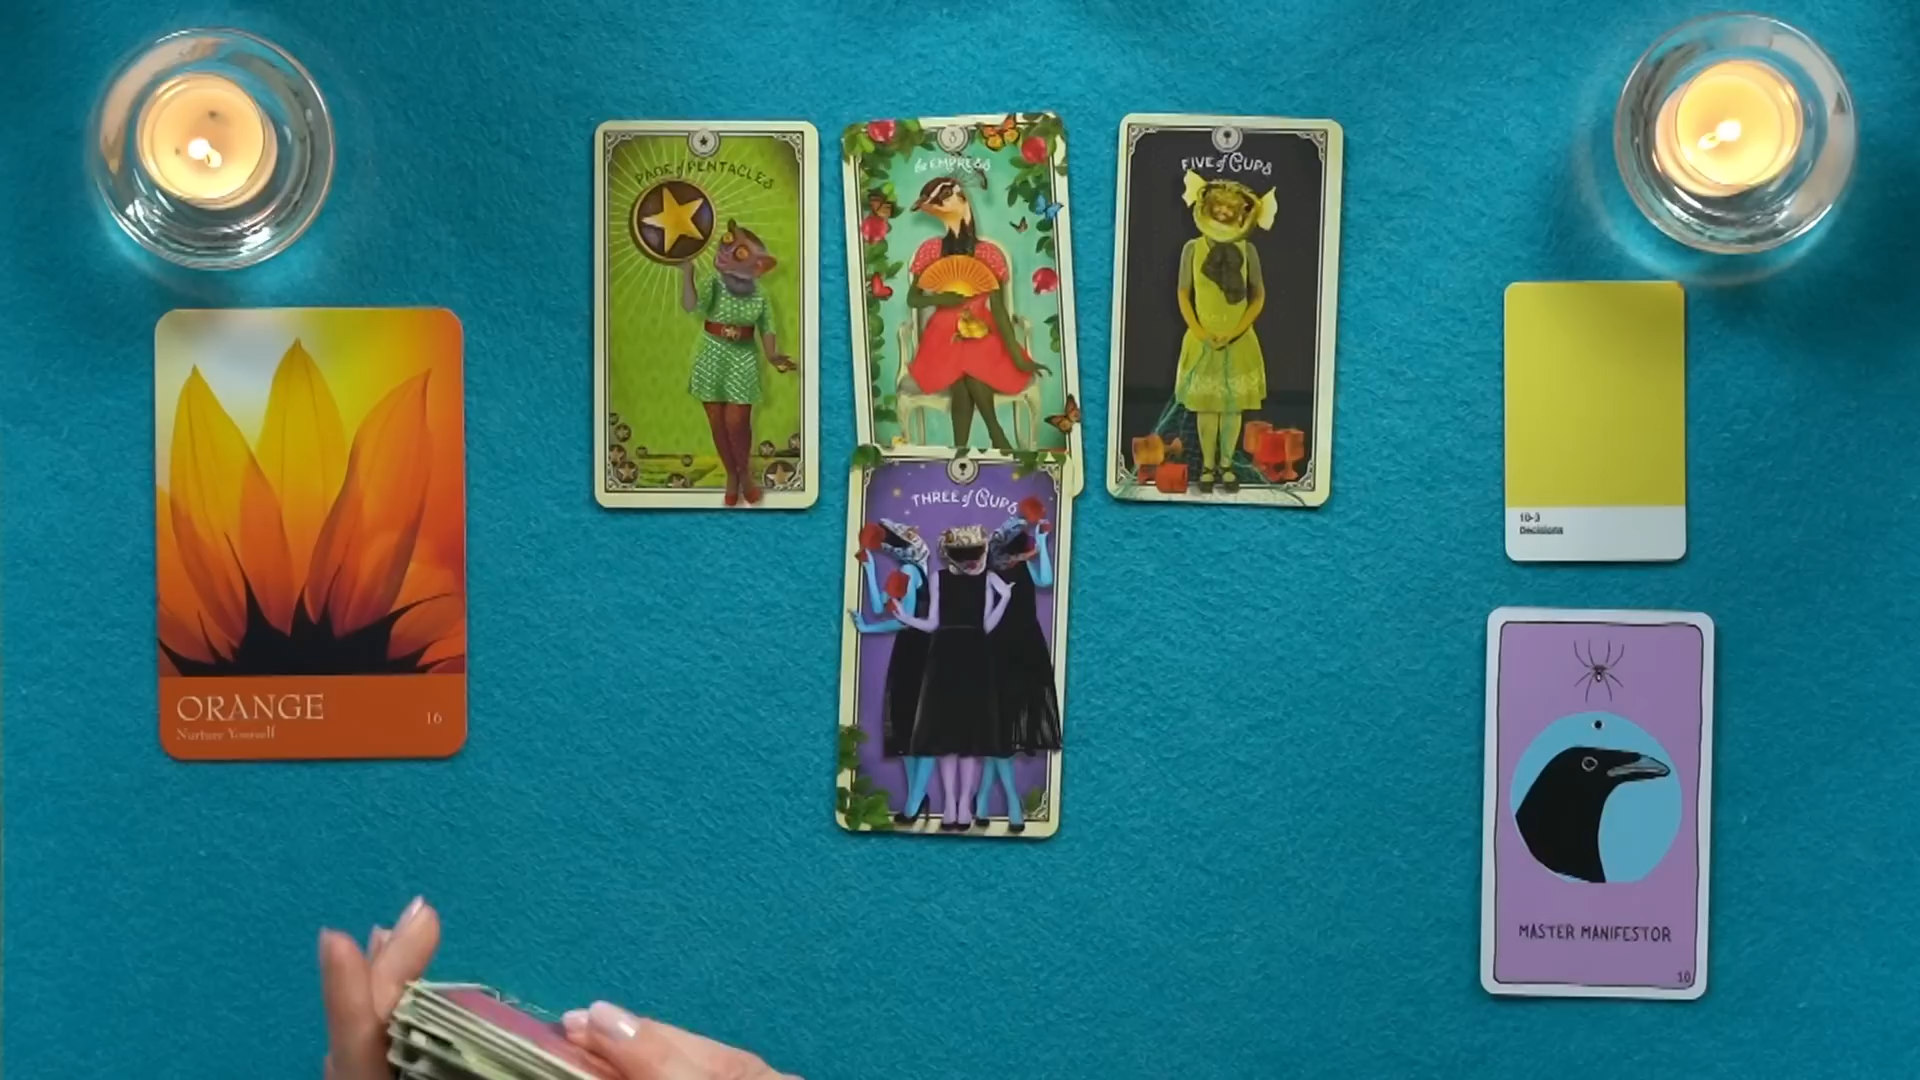 PAGE of PENTACLES
3
the EMPRESS
FIVE of CUPS
THREE of CUPS
ORANGE
16
Nurture Yourself
10-3
Decisions
MASTER MANIFESTOR
10